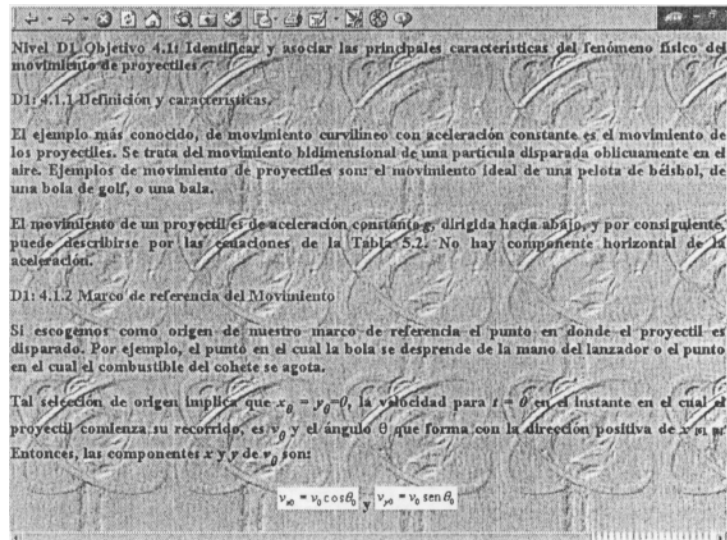 Nivel D1 Objetivo 4.1: Identificar y asociar las principales características del fenómeno físico del
movimiento de proyectiles
D1: 4.1.1 Definición y características.
El ejemplo más conocido, de movimiento curvilíneo con aceleración constante es el movimiento de
los proyectiles. Se trata del movimiento bidimensional de una partícula disparada oblicuamente en el
aire. Ejemplos de movimiento de proyectiles son: el movimiento ideal de una pelota de béisbol, de
una bola de golf, o una bala.
El movimiento de un proyectil es de aceleración constante g, dirigida hacia abajo, y por consiguiente,
puede describirse por las ecuaciones de la Tabla 5.2. No hay componente horizontal de la
aceleración.
D1: 4.1.2 Marco de referencia del Movimiento
Si escogemos como origen de nuestro marco de referencia el punto en donde el proyectil es
disparado. Por ejemplo, el punto en el cual la bola se desprende de la mano del lanzador o el punto
en el cual el combustible del cohete se agota.
Tal selección de origen implica que x₀ = y₀=0, la velocidad para t = 0 en el instante en el cual el
proyectil comienza su recorrido, es v₀ y el ángulo θ que forma con la dirección positiva de x
Entonces, las componentes x y y de v₀ son:
vₓ₀ = v₀ cosθ₀ y v_y₀ = v₀ sen θ₀